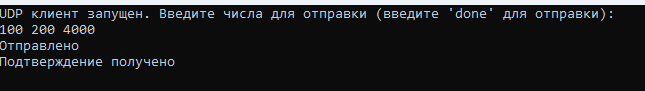 UDP клиент запущен. Введите числа для отправки (введите 'done' для отправки):
100 200 4000
Отправлено
Подтверждение получено